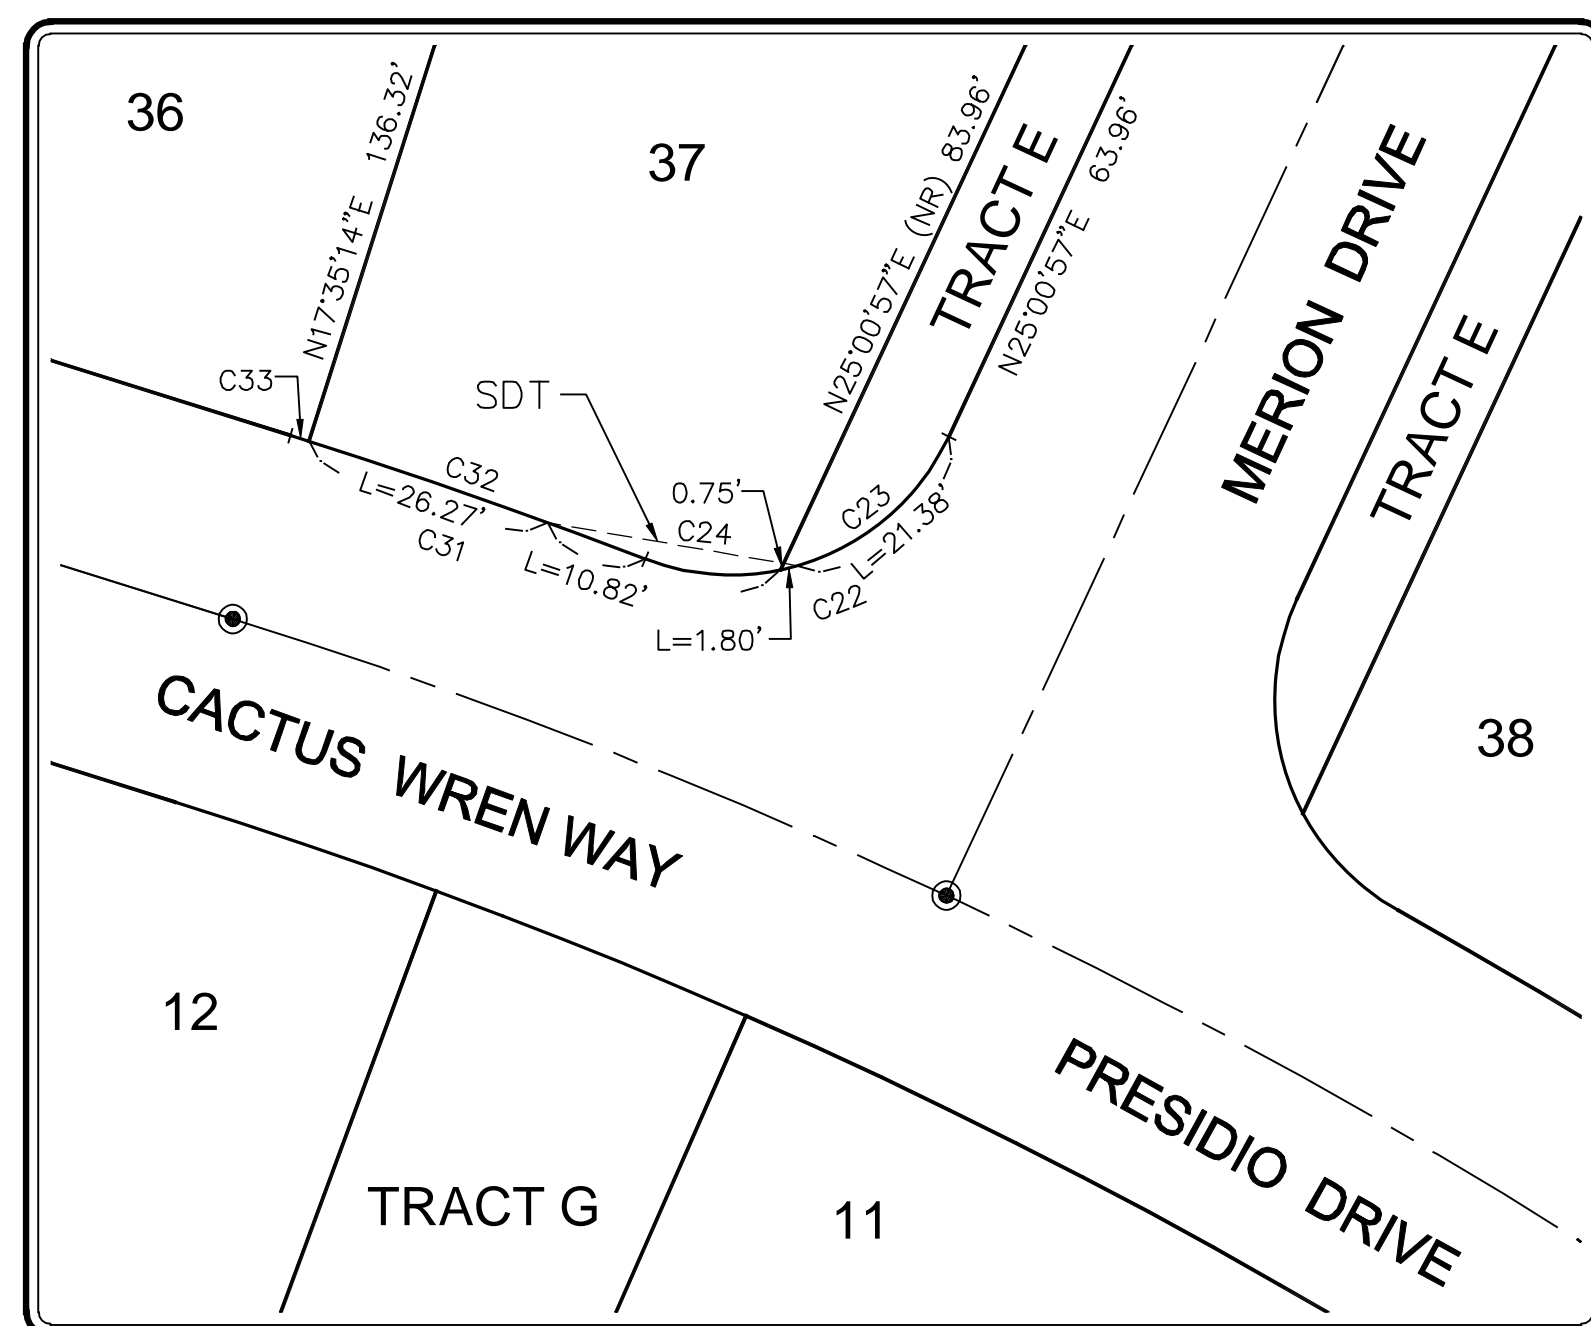 36
37
N17°35'14"E 136.32'
N25°00'57"E (NR) 83.96'
TRACT E
N25°00'57"E 63.96'
MERION DRIVE
TRACT E
C33
SDT
C32
L=26.27'
C31
0.75'
C24
C23
L=21.38'
L=10.82'
C22
L=1.80'
CACTUS WREN WAY
38
12
TRACT G
11
PRESIDIO DRIVE